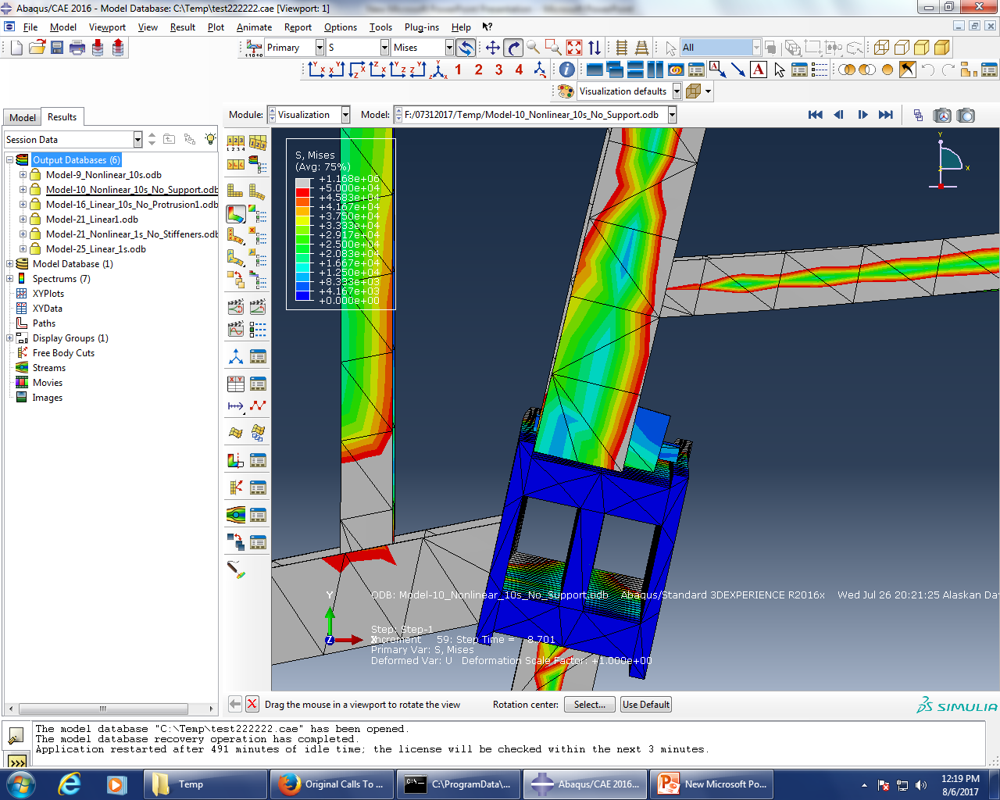 Abaqus/CAE 2016 - Model Database: C:\Temp\test222222.cae [Viewport: 1]
File Model Viewport View Result Plot Animate Report Options Tools Plug-ins Help
Primary S Mises All
1 2 3 4
Visualization defaults
Model Results
Module: Visualization Model: F:/07312017/Temp/Model-10_Nonlinear_10s_No_Support.odb
Session Data
Output Databases (6)
Model-9_Nonlinear_10s.odb
Model-10_Nonlinear_10s_No_Support.odb
Model-16_Linear_10s_No_Protrusion1.odb
Model-21_Linear1.odb
Model-21_Nonlinear_1s_No_Stiffeners.odb
Model-25_Linear_1s.odb
Model Database (1)
Spectrums (7)
XYPlots
XYData
Paths
Display Groups (1)
Free Body Cuts
Streams
Movies
Images
S, Mises
(Avg: 75%)
+1.168e+06
+5.000e+04
+4.583e+04
+4.167e+04
+3.750e+04
+3.333e+04
+2.917e+04
+2.500e+04
+2.083e+04
+1.667e+04
+1.250e+04
+8.333e+03
+4.167e+03
+0.000e+00
Y
X
Z
Y
X
Z
ODB: Model-10_Nonlinear_10s_No_Support.odb Abaqus/Standard 3DEXPERIENCE R2016x Wed Jul 26 20:21:25 Alaskan Da
Step: Step-1
Increment 59: Step Time = 8.701
Primary Var: S, Mises
Deformed Var: U Deformation Scale Factor: +1.000e+00
Drag the mouse in a viewport to rotate the view Rotation center: Select... Use Default
SIMULIA
The model database "C:\Temp\test222222.cae" has been opened.
The model database recovery operation has completed.
Application restarted after 491 minutes of idle time; the license will be checked within the next 3 minutes.
>>>
Temp
Original Calls To ...
C:\ProgramData\...
Abaqus/CAE 2016...
New Microsoft Po...
12:19 PM
8/6/2017